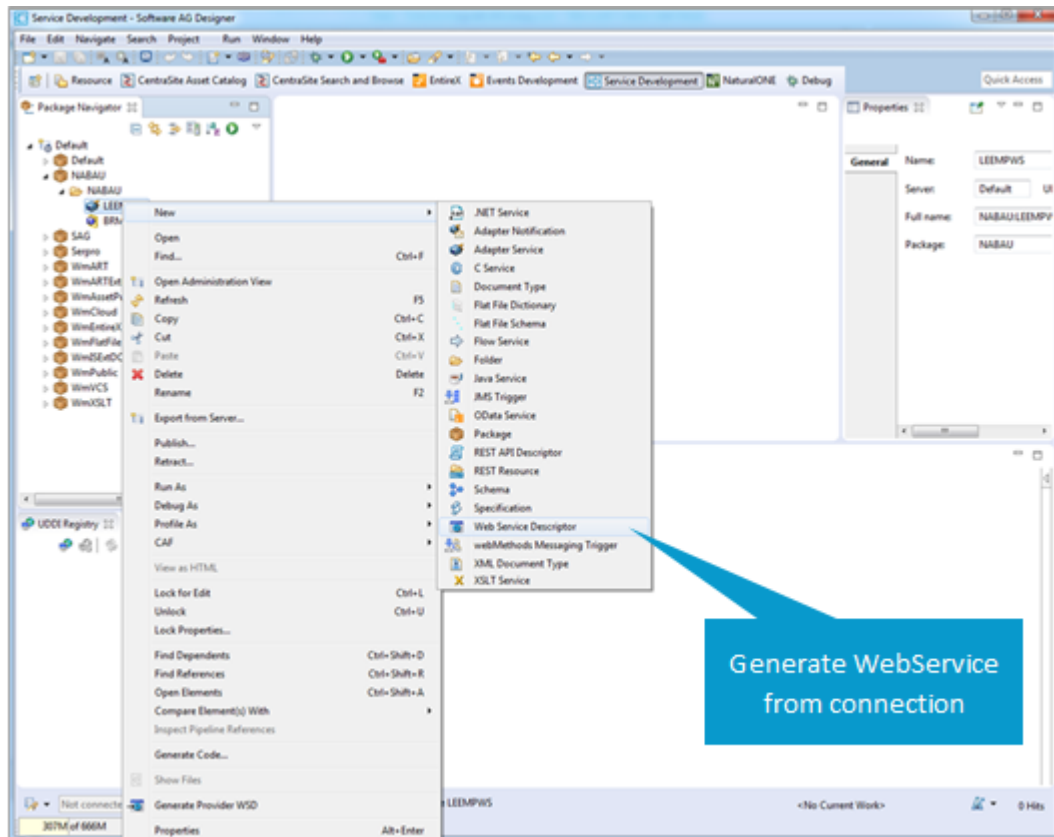 Service Development - Software AG Designer
File Edit Navigate Search Project Run Window Help
Resource CentraSite Asset Catalog CentraSite Search and Browse EntireX Events Development Service Development NaturalONE Debug Quick Access
Package Navigator
Default
Default
NABAU
NABAU
SAG
Serpro
WmART
WmCloud
WmPublic
WmVCS
WmXSLT
UDDI Registry
New
Open
Find... Ctrl+F
Open Administration View
Refresh F5
Copy Ctrl+C
Cut Ctrl+X
Paste Ctrl+V
Delete Delete
Rename F2
Export from Server...
Publish...
Retract...
Run As
Debug As
Profile As
CAF
View as HTML
Lock for Edit Ctrl+L
Unlock Ctrl+U
Lock Properties...
Find Dependents Ctrl+Shift+D
Find References Ctrl+Shift+R
Open Elements Ctrl+Shift+A
Compare Element(s) With
Inspect Pipeline References
Generate Code...
Show Files
Generate Provider WSD
Properties Alt+Enter
.NET Service
Adapter Notification
Adapter Service
C Service
Document Type
Flat File Dictionary
Flat File Schema
Flow Service
Folder
Java Service
JMS Trigger
OData Service
Package
REST API Descriptor
REST Resource
Schema
Specification
Web Service Descriptor
webMethods Messaging Trigger
XML Document Type
XSLT Service
Properties
General
Name: LEEMPWS
Server: Default
Full name:
Package: NABAU
Generate WebService
from connection
LEEMPWS
<No Current Work>
0 Hits
307M of 666M